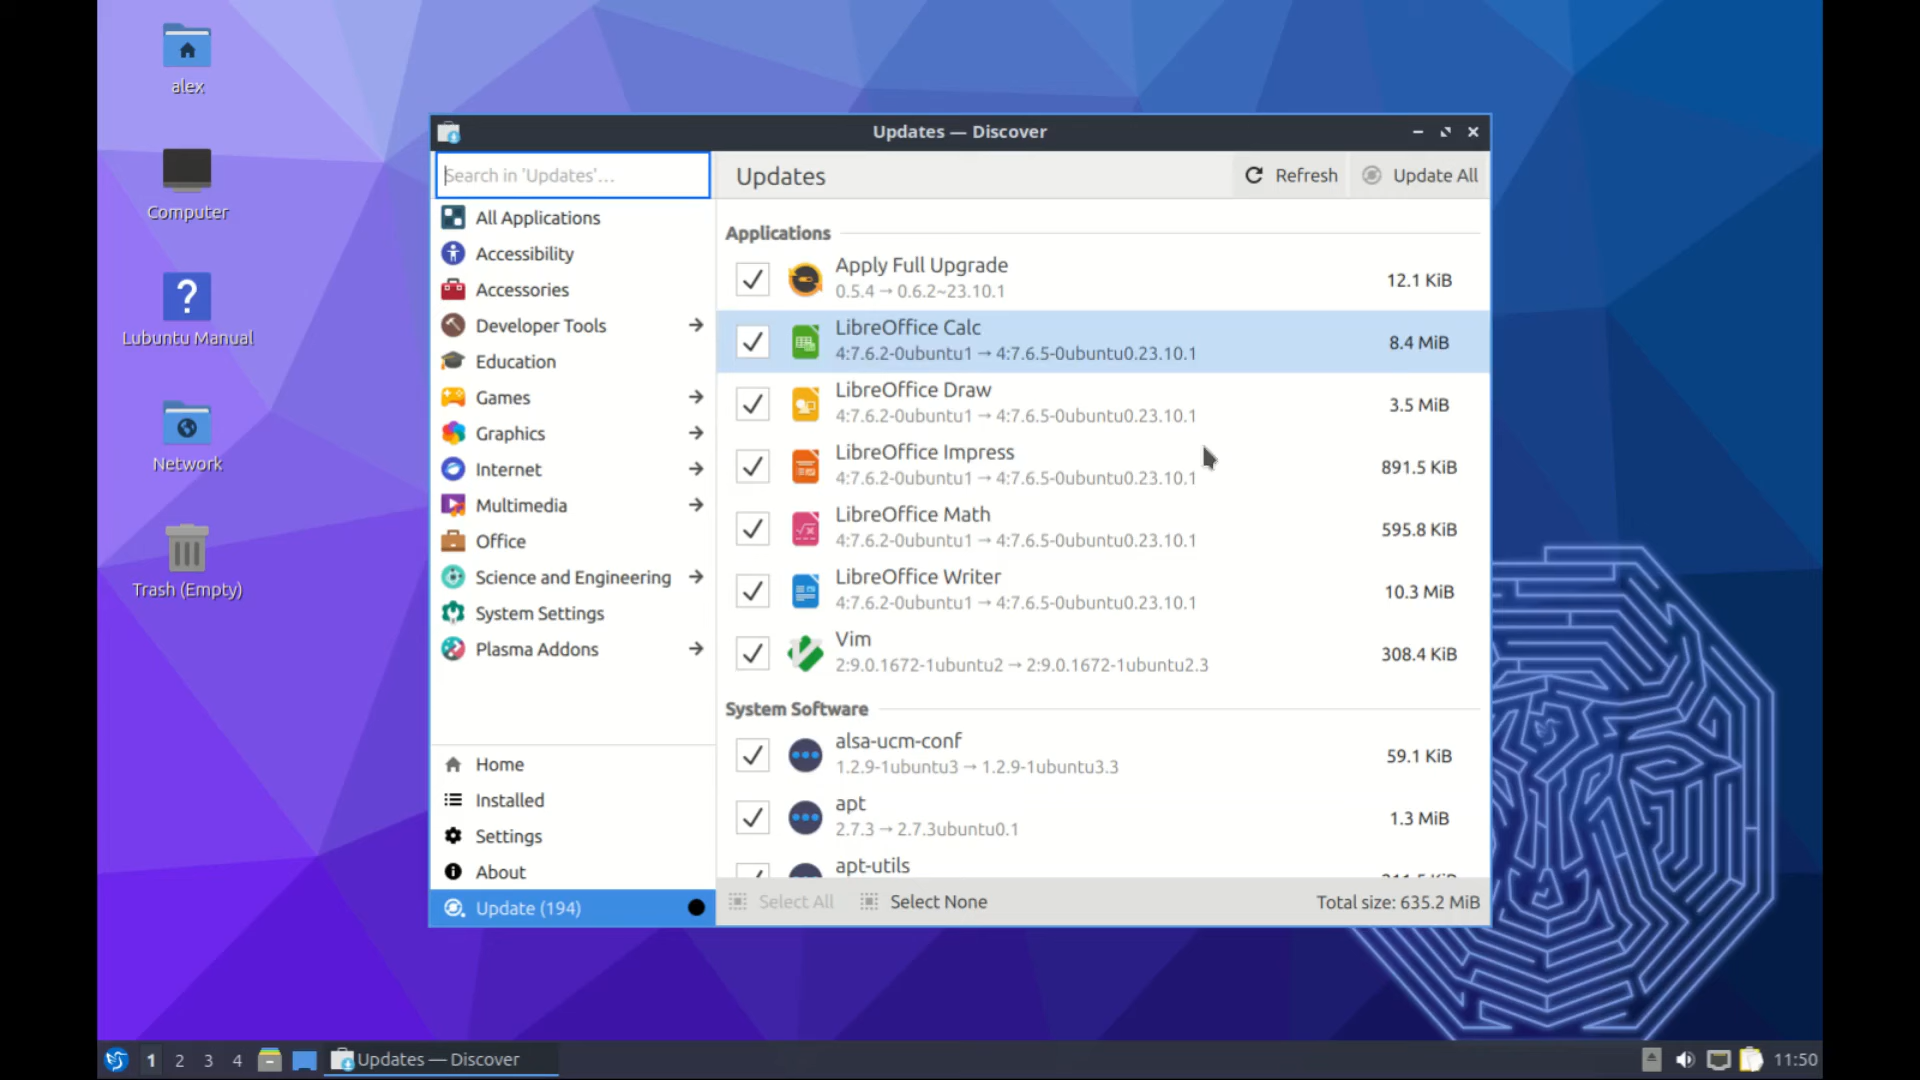 alex
Computer
?
Lubuntu Manual
Network
Trash (Empty)
Updates — Discover
Search in 'Updates'...
Updates
Refresh
Update All
All Applications
Accessibility
Accessories
Developer Tools
Education
Games
Graphics
Internet
Multimedia
Office
Science and Engineering
System Settings
Plasma Addons
Home
Installed
Settings
About
Update (194)
Applications
Apply Full Upgrade
0.5.4 → 0.6.2~23.10.1
12.1 KiB
LibreOffice Calc
4:7.6.2-0ubuntu1 → 4:7.6.5-0ubuntu0.23.10.1
8.4 MiB
LibreOffice Draw
4:7.6.2-0ubuntu1 → 4:7.6.5-0ubuntu0.23.10.1
3.5 MiB
LibreOffice Impress
4:7.6.2-0ubuntu1 → 4:7.6.5-0ubuntu0.23.10.1
891.5 KiB
LibreOffice Math
4:7.6.2-0ubuntu1 → 4:7.6.5-0ubuntu0.23.10.1
595.8 KiB
LibreOffice Writer
4:7.6.2-0ubuntu1 → 4:7.6.5-0ubuntu0.23.10.1
10.3 MiB
Vim
2:9.0.1672-1ubuntu2 → 2:9.0.1672-1ubuntu2.3
308.4 KiB
System Software
alsa-ucm-conf
1.2.9-1ubuntu3 → 1.2.9-1ubuntu3.3
59.1 KiB
apt
2.7.3 → 2.7.3ubuntu0.1
1.3 MiB
apt-utils
Select All
Select None
Total size: 635.2 MiB
1 2 3 4
Updates — Discover
11:50